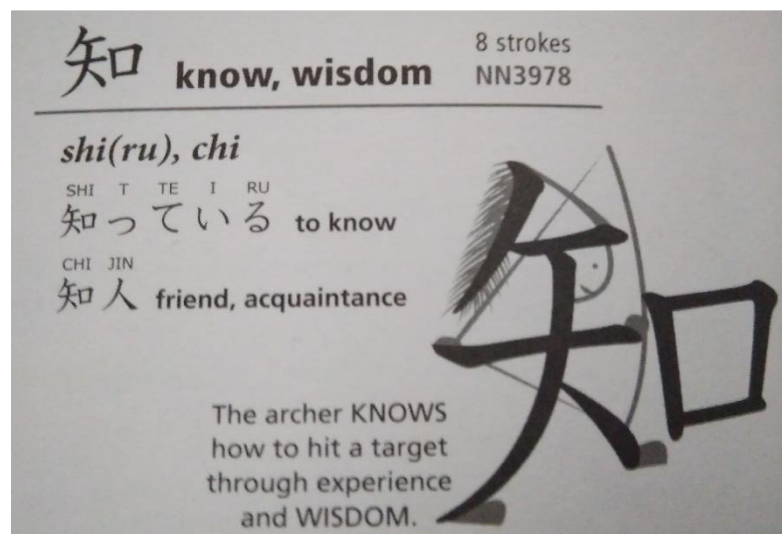 知 know, wisdom
8 strokes
NN3978
shi(ru), chi
SHI T TE I RU
知っている to know
CHI JIN
知人 friend, acquaintance
The archer KNOWS
how to hit a target
through experience
and WISDOM.
知